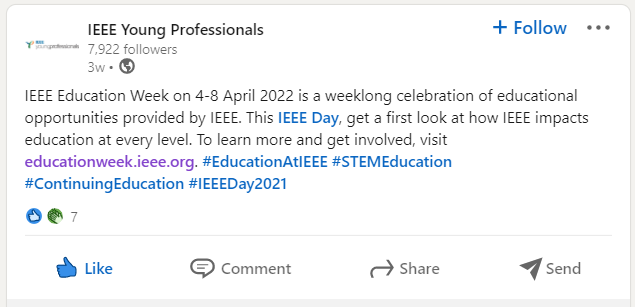 IEEE Young Professionals
+ Follow
7,922 followers
3w •
IEEE Education Week on 4-8 April 2022 is a weeklong celebration of educational
opportunities provided by IEEE. This IEEE Day, get a first look at how IEEE impacts
education at every level. To learn more and get involved, visit
educationweek.ieee.org. #EducationAtIEEE #STEMEducation
#ContinuingEducation #IEEEDay2021
7
Like
Comment
Share
Send